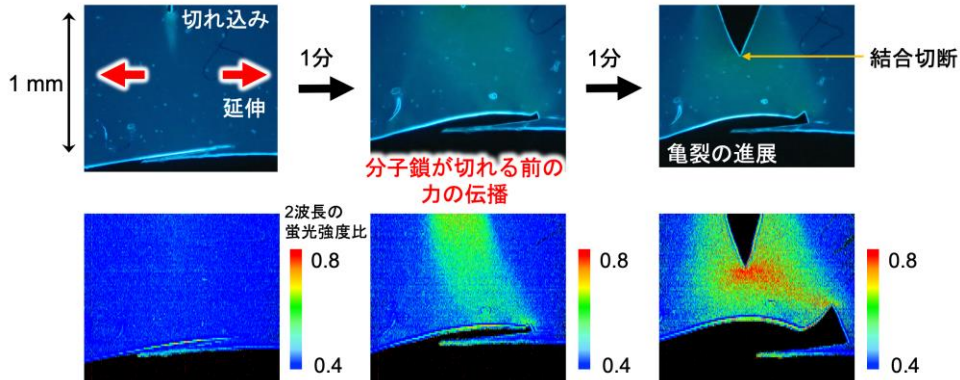 切れ込み
1 mm
延伸
1分
1分
結合切断
分子鎖が切れる前の
力の伝播
亀裂の進展
2波長の
蛍光強度比
0.8
0.4
0.8
0.4
0.8
0.4